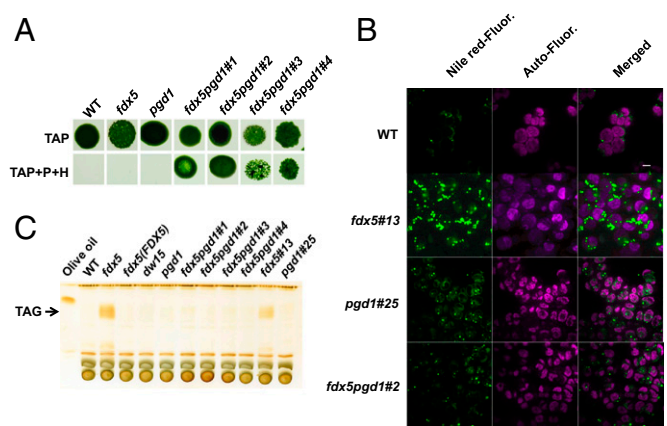 A
WT
fdx5
pgd1
fdx5pgd1#1
fdx5pgd1#2
fdx5pgd1#3
fdx5pgd1#4
TAP
TAP+P+H
C
Olive oil
WT
fdx5
fdx5(FDX5)
dw15
pgd1
fdx5pgd1#1
fdx5pgd1#2
fdx5pgd1#3
fdx5pgd1#4
fdx5#13
pgd1#25
TAG
B
Nile red-Fluor.
Auto-Fluor.
Merged
WT
fdx5#13
pgd1#25
fdx5pgd1#2